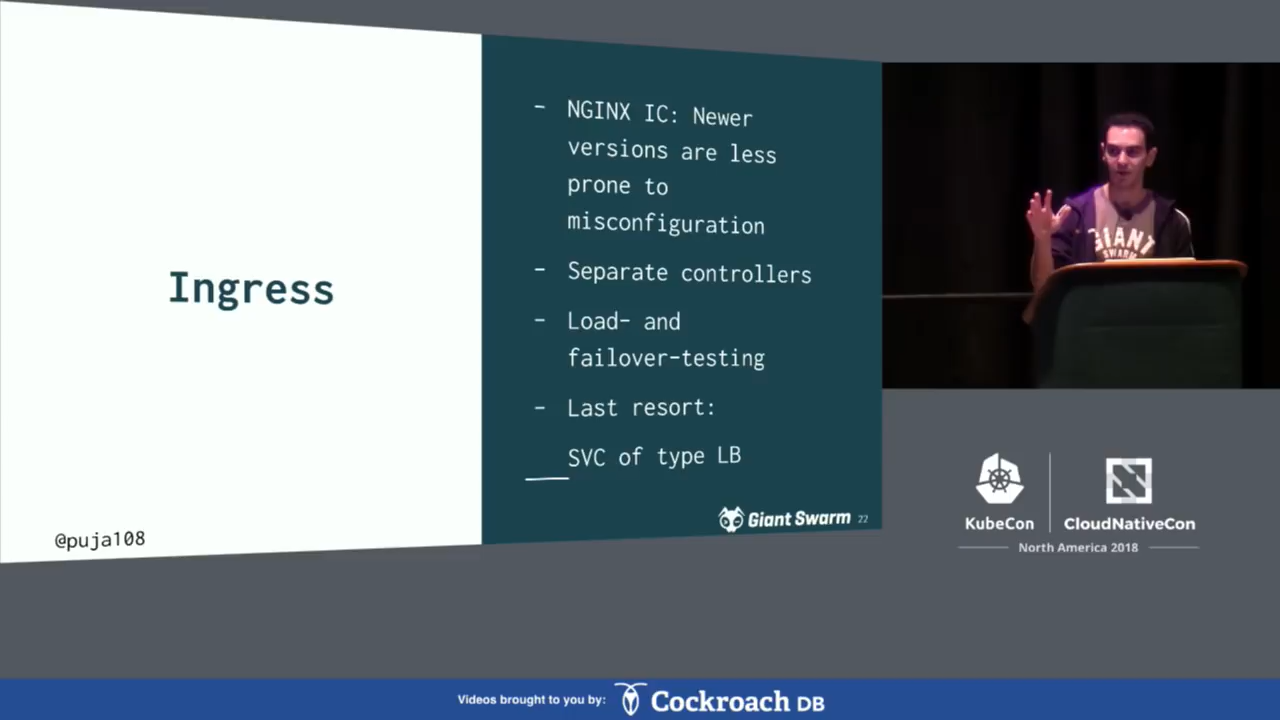 Ingress
@puja108
- NGINX IC: Newer
versions are less
prone to
misconfiguration
- Separate controllers
- Load- and
failover-testing
- Last resort:
SVC of type LB
Giant Swarm 22
GIANT
SWARM
KubeCon
CloudNativeCon
North America 2018
Videos brought to you by: Cockroach DB